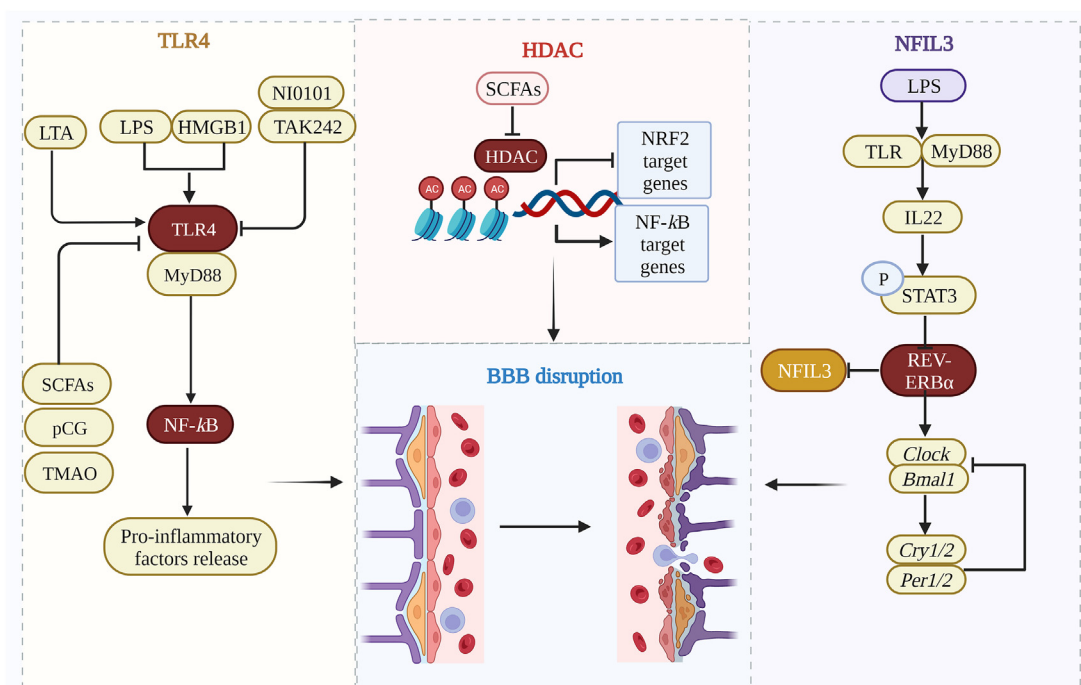 TLR4
NI0101
TAK242
LPS
HMGB1
LTA
TLR4
MyD88
SCFAs
pCG
TMAO
NF-kB
Pro-inflammatory
factors release
HDAC
SCFAs
HDAC
AC
AC
AC
NRF2
target
genes
NF-kB
target
genes
BBB disruption
NFIL3
LPS
TLR
MyD88
IL22
P
STAT3
NFIL3
REV-
ERBα
Clock
Bmal1
Cry1/2
Per1/2